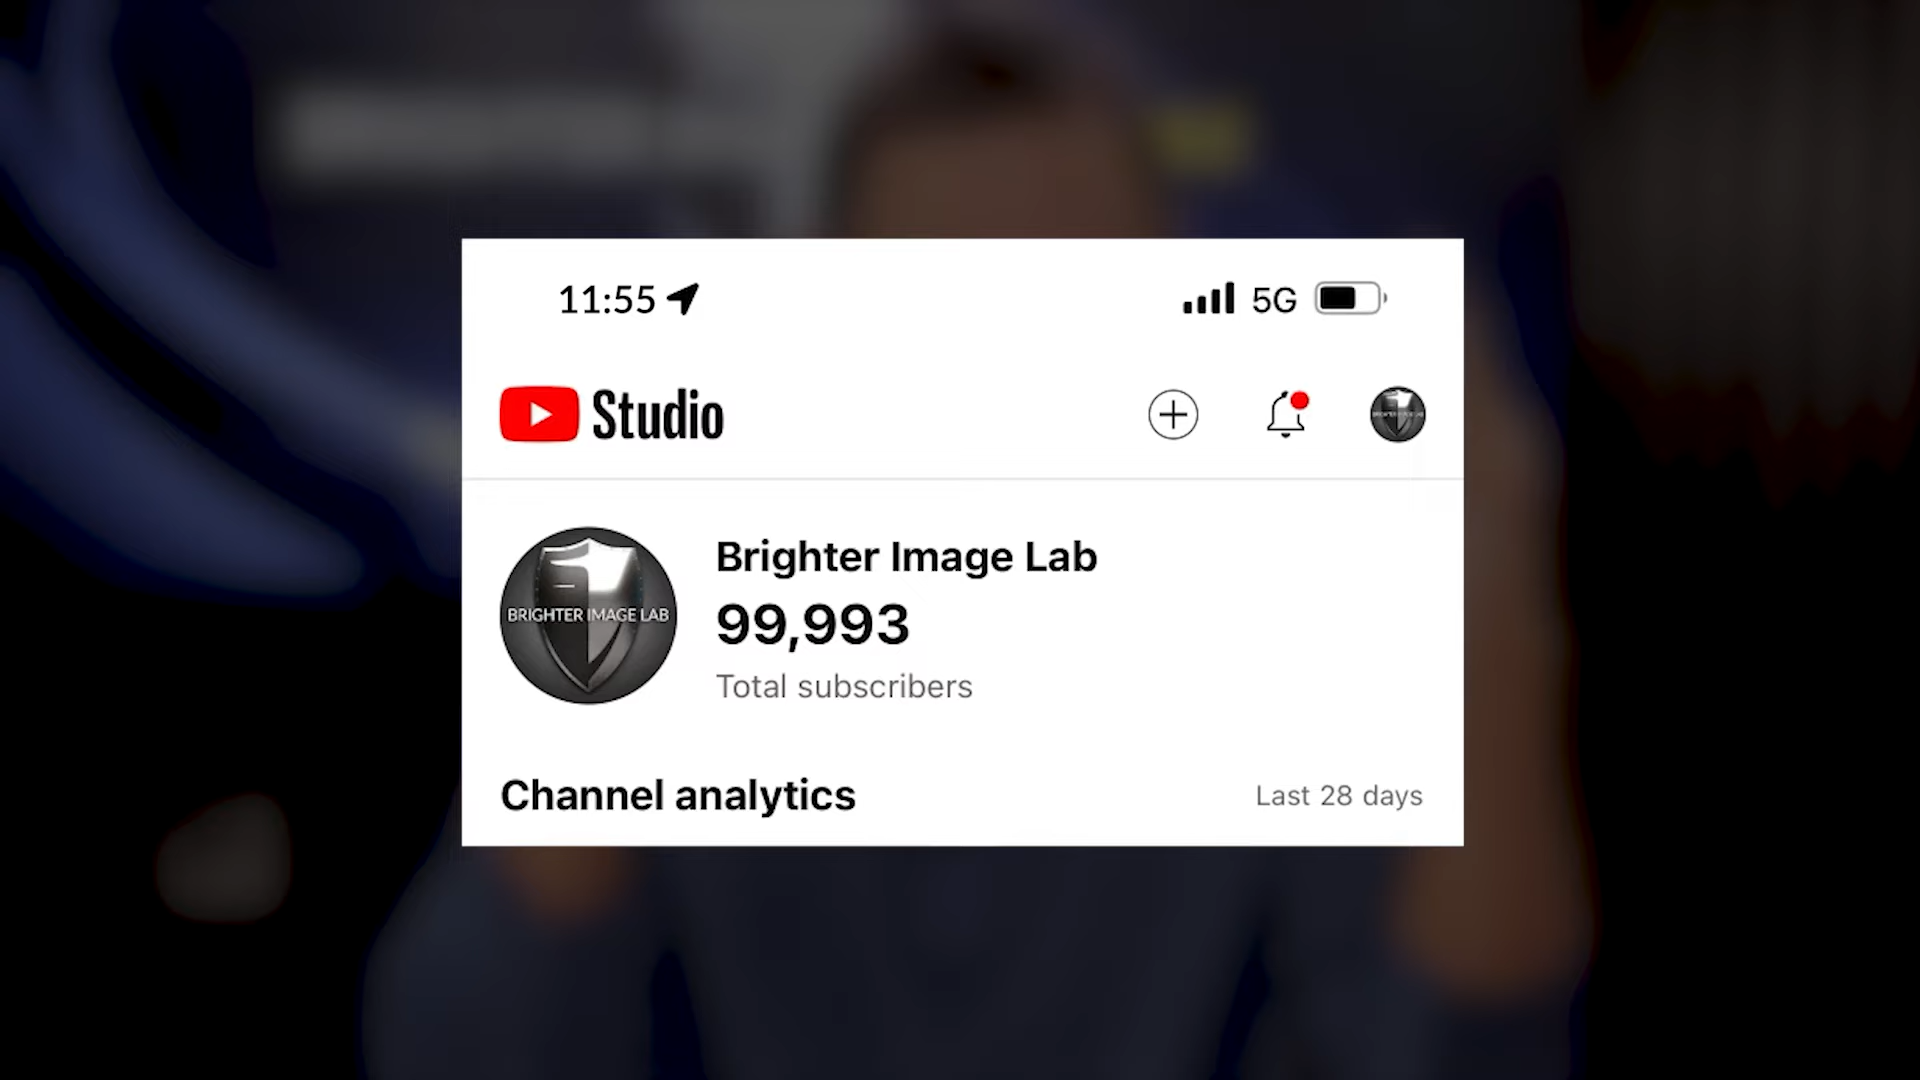 11:55
5G
Studio
BRIGHTER IMAGE LAB
Brighter Image Lab
99,993
Total subscribers
Channel analytics
Last 28 days